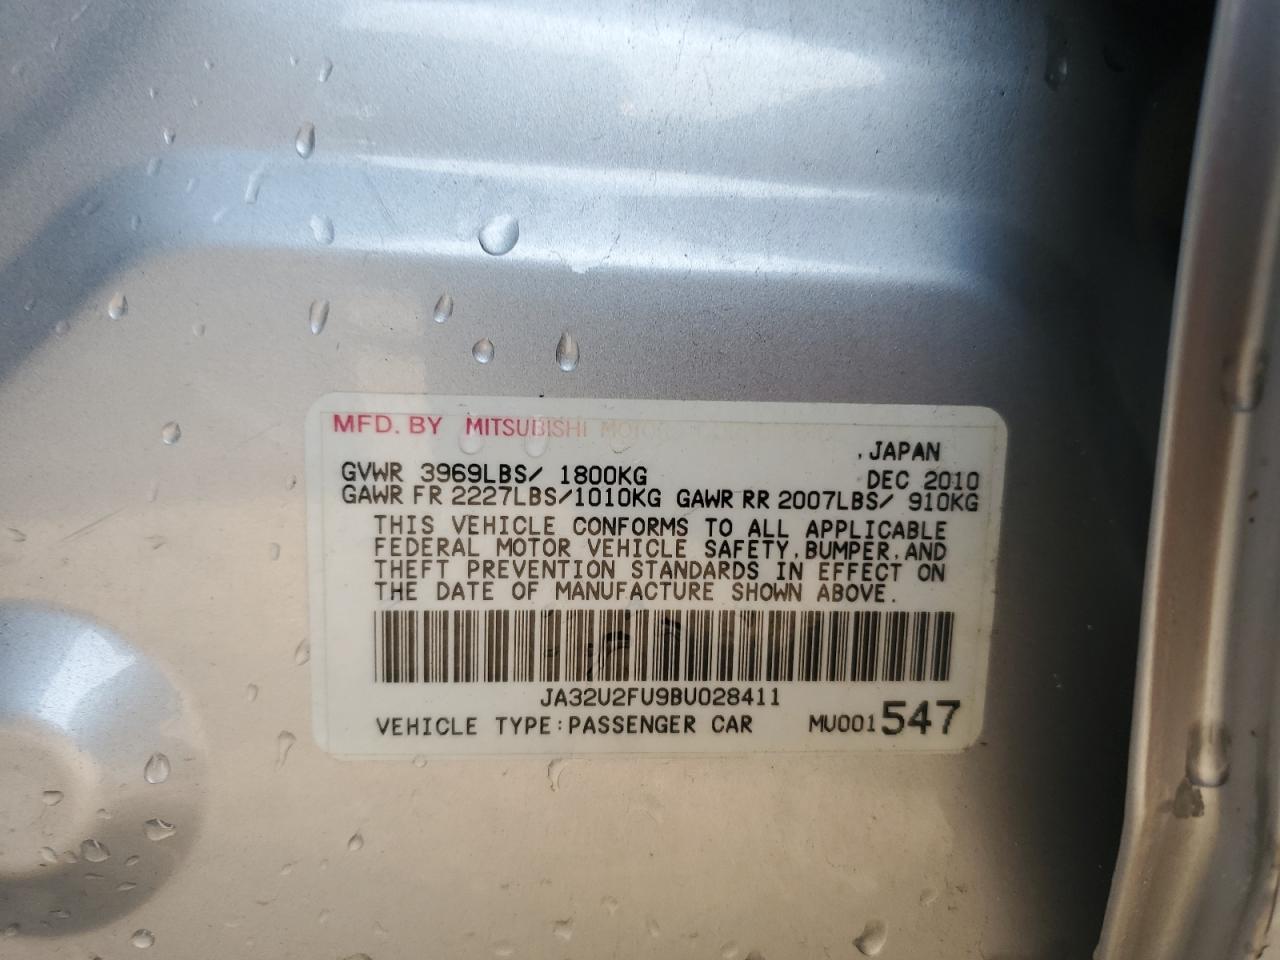 MFD. BY MITSUBISHI MOTOR
, JAPAN
GVWR 3969LBS/ 1800KG DEC 2010
GAWR FR 2227LBS/1010KG GAWR RR 2007LBS/ 910KG
THIS VEHICLE CONFORMS TO ALL APPLICABLE
FEDERAL MOTOR VEHICLE SAFETY, BUMPER, AND
THEFT PREVENTION STANDARDS IN EFFECT ON
THE DATE OF MANUFACTURE SHOWN ABOVE.
JA32U2FU9BU028411
VEHICLE TYPE:PASSENGER CAR MU001547